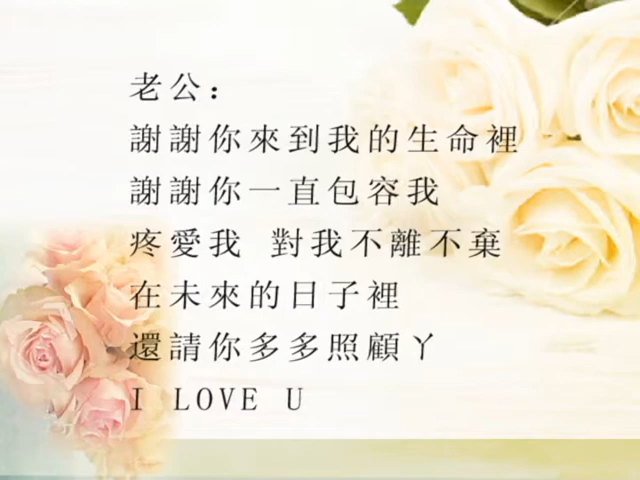 老公：
謝謝你來到我的生命裡
謝謝你一直包容我
疼愛我 對我不離不棄
在未來的日子裡
還請你多多照顧丫
I LOVE U